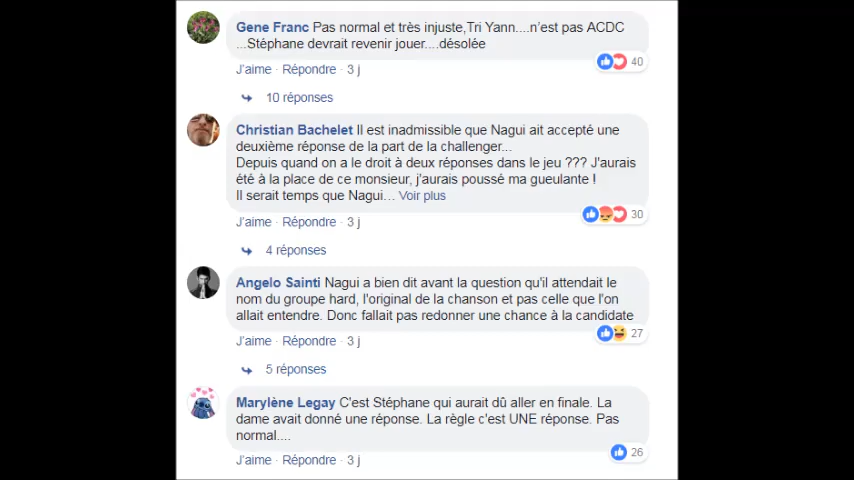 Gene Franc Pas normal et très injuste,Tri Yann....n’est pas ACDC
...Stéphane devrait revenir jouer....désolée
40
J’aime · Répondre · 3 j
10 réponses
Christian Bachelet Il est inadmissible que Nagui ait accepté une
deuxième réponse de la part de la challenger...
Depuis quand on a le droit à deux réponses dans le jeu ??? J'aurais
été à la place de ce monsieur, j'aurais poussé ma gueulante !
Il serait temps que Nagui… Voir plus
30
J’aime · Répondre · 3 j
4 réponses
Angelo Sainti Nagui a bien dit avant la question qu'il attendait le
nom du groupe hard, l'original de la chanson et pas celle que l'on
allait entendre. Donc fallait pas redonner une chance à la candidate
27
J’aime · Répondre · 3 j
5 réponses
Marylène Legay C'est Stéphane qui aurait dû aller en finale. La
dame avait donné une réponse. La règle c'est UNE réponse. Pas
normal....
26
J’aime · Répondre · 3 j